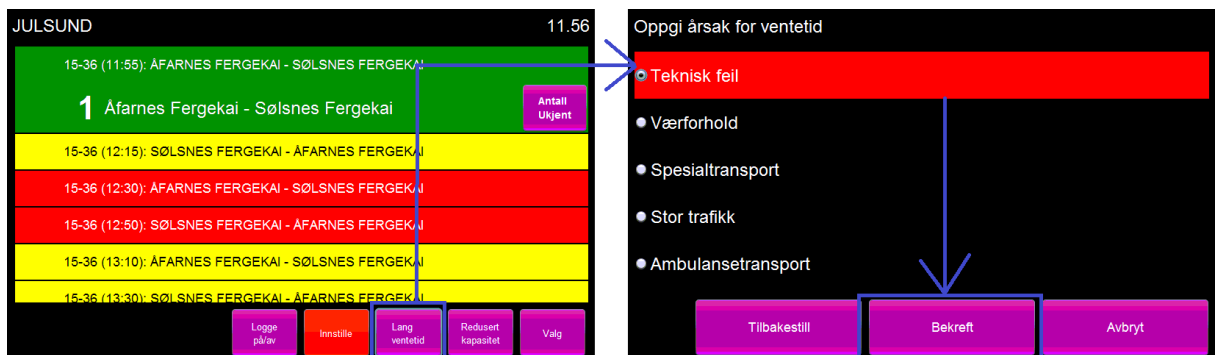 JULSUND 11.56
15-36 (11:55): ÅFARNES FERGEKAI - SØLSNES FERGEKAI
1 Åfarnes Fergekai - Sølsnes Fergekai
Antall
Ukjent
15-36 (12:15): SØLSNES FERGEKAI - ÅFARNES FERGEKAI
15-36 (12:30): ÅFARNES FERGEKAI - SØLSNES FERGEKAI
15-36 (12:50): SØLSNES FERGEKAI - ÅFARNES FERGEKAI
15-36 (13:10): ÅFARNES FERGEKAI - SØLSNES FERGEKAI
15-36 (13:30): SØLSNES FERGEKAI - ÅFARNES FERGEKAI
Logge
på/av
Innstille
Lang
ventetid
Redusert
kapasitet
Valg
Oppgi årsak for ventetid
Teknisk feil
Værforhold
Spesialtransport
Stor trafikk
Ambulansetransport
Tilbakestill
Bekreft
Avbryt